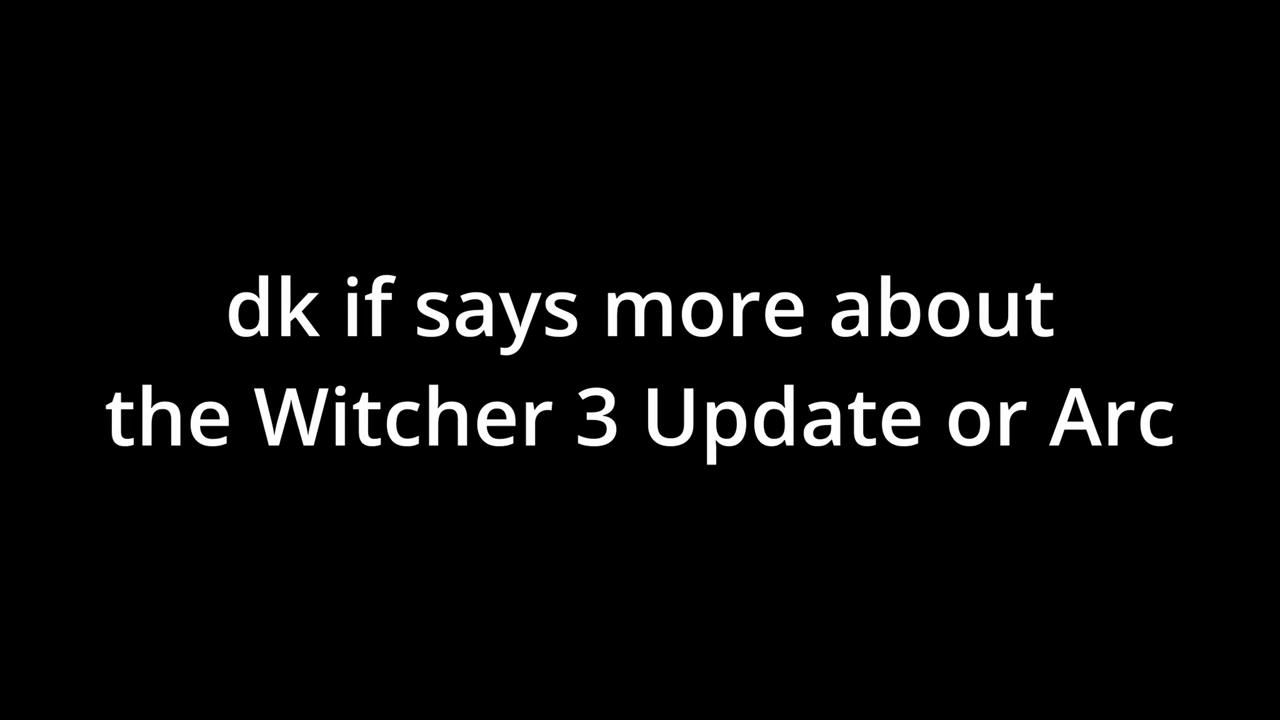 dk if says more about
the Witcher 3 Update or Arc